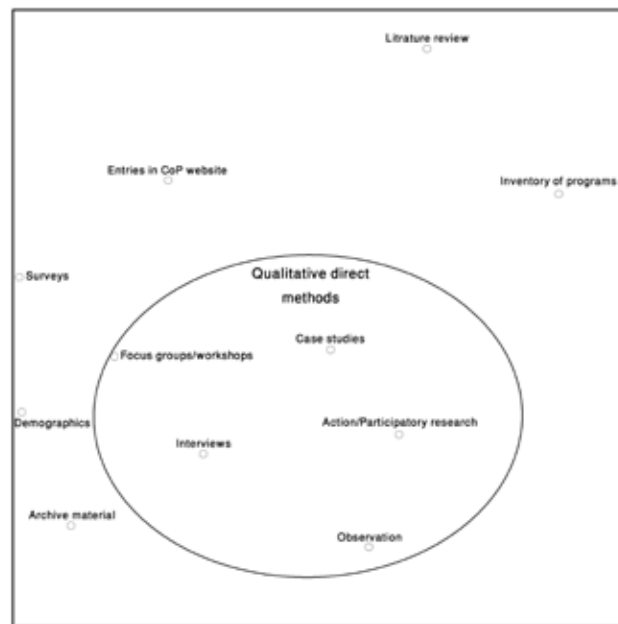 Litrature review
Entries in CoP website
Inventory of programs
Surveys
Qualitative direct
methods
Case studies
Focus groups/workshops
Demographics
Action/Participatory research
Interviews
Archive material
Observation